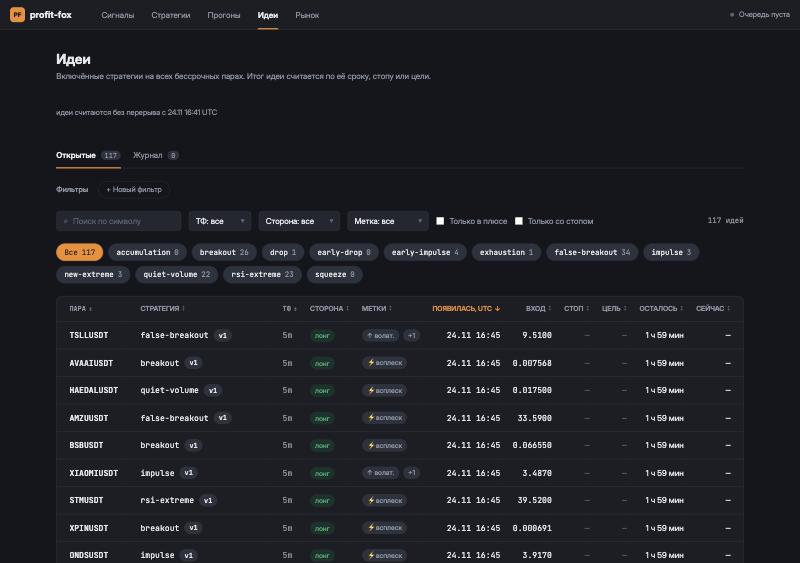 PF profit-fox Сигналы Стратегии Прогоны Идеи Рынок Очередь пуста
Идеи
Включённые стратегии на всех бессрочных парах. Итог идеи считается по её сроку, стопу или цели.
идеи считаются без перерыва с 24.11 16:41 UTC
Открытые 117 Журнал 0
Фильтры + Новый фильтр
Поиск по символу ТФ: все Сторона: все Метка: все Только в плюсе Только со стопом 117 идей
Все 117 accumulation 0 breakout 26 drop 1 early-drop 0 early-impulse 4 exhaustion 1 false-breakout 34 impulse 3
new-extreme 3 quiet-volume 22 rsi-extreme 23 squeeze 0
ПАРА СТРАТЕГИЯ ТФ СТОРОНА МЕТКИ ПОЯВИЛАСЬ, UTC ↓ ВХОД СТОП ЦЕЛЬ ОСТАЛОСЬ СЕЙЧАС
TSLLUSDT false-breakout v1 5m лонг ↑ волат. +1 24.11 16:45 9.5100 — — 1 ч 59 мин —
AVAAIUSDT breakout v1 5m лонг ⚡всплеск 24.11 16:45 0.007568 — — 1 ч 59 мин —
HAEDALUSDT quiet-volume v1 5m лонг ⚡всплеск 24.11 16:45 0.017500 — — 1 ч 59 мин —
AMZUUSDT false-breakout v1 5m лонг ⚡всплеск 24.11 16:45 33.5900 — — 1 ч 59 мин —
BSBUSDT breakout v1 5m лонг ⚡всплеск 24.11 16:45 0.066550 — — 1 ч 59 мин —
XIAOMIUSDT impulse v1 5m лонг ↑ волат. +1 24.11 16:45 3.4870 — — 1 ч 59 мин —
STMUSDT rsi-extreme v1 5m лонг ⚡всплеск 24.11 16:45 39.5200 — — 1 ч 59 мин —
XPINUSDT breakout v1 5m лонг ⚡всплеск 24.11 16:45 0.000691 — — 1 ч 59 мин —
ONDSUSDT impulse v1 5m лонг ⚡всплеск 24.11 16:45 3.9170 — — 1 ч 59 мин —